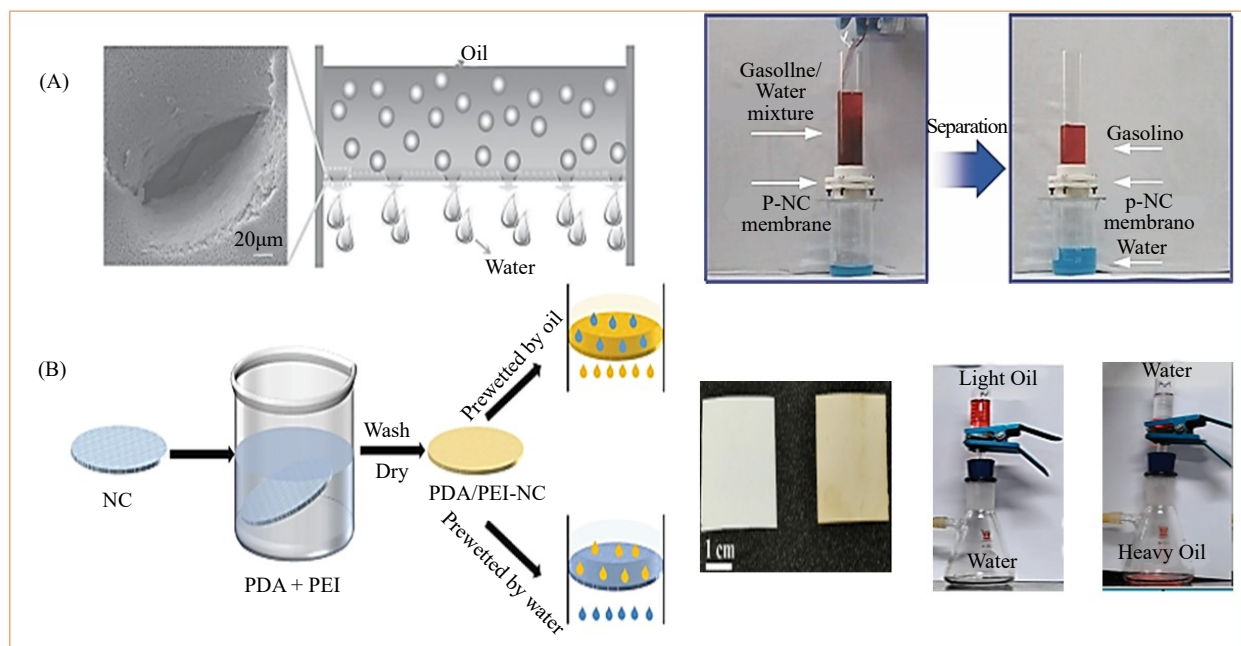 (A)
20μm
Oil
Water
Gasollne/
Water
mixture
P-NC
membrane
Separation
Gasolino
p-NC
membrano
Water
(B)
NC
PDA + PEI
Wash
Dry
PDA/PEI-NC
Prewetted by oil
Prewetted by water
1 cm
Light Oil
Water
Water
Heavy Oil